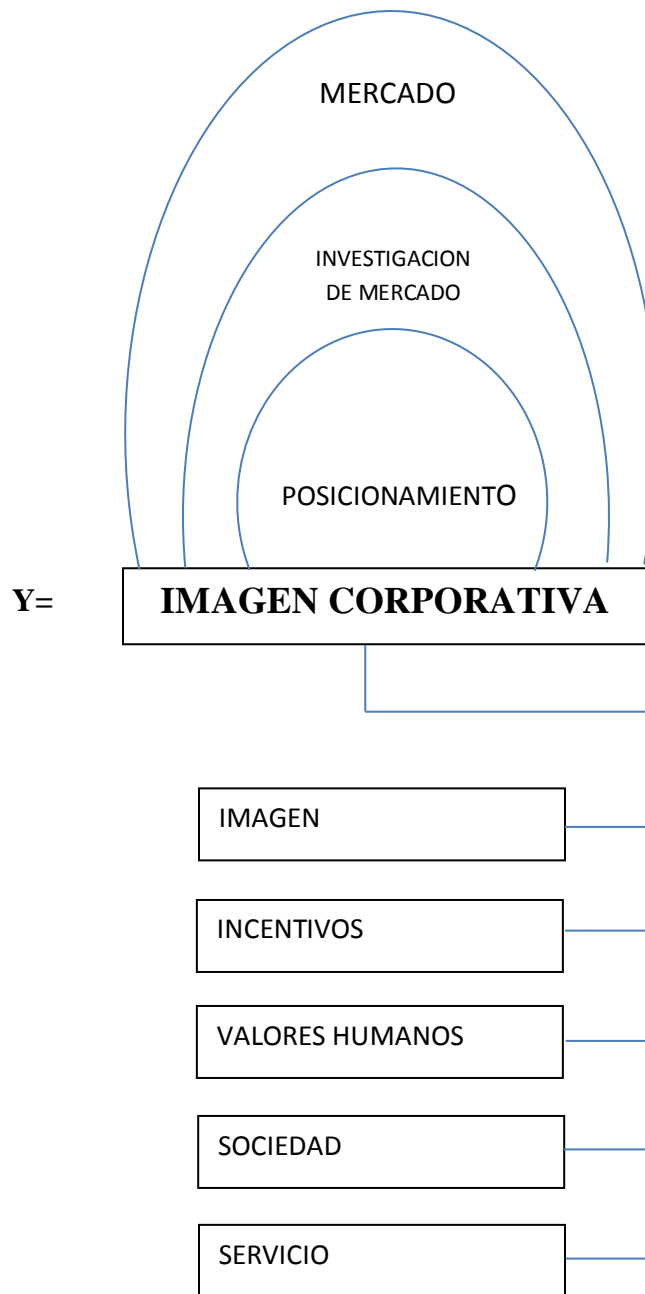 MERCADO
INVESTIGACION
DE MERCADO
POSICIONAMIENTO
Y= IMAGEN CORPORATIVA
IMAGEN
INCENTIVOS
VALORES HUMANOS
SOCIEDAD
SERVICIO